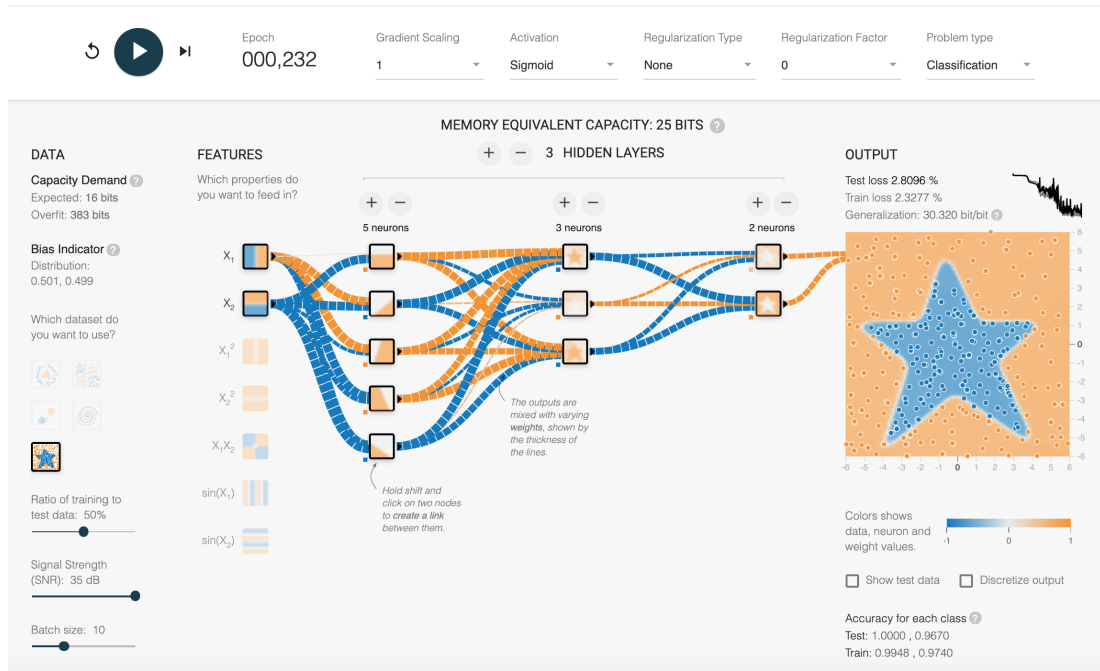 Epoch
000,232
Gradient Scaling
1
Activation
Sigmoid
Regularization Type
None
Regularization Factor
0
Problem type
Classification
MEMORY EQUIVALENT CAPACITY: 25 BITS ?
+ − 3 HIDDEN LAYERS
DATA
Capacity Demand ?
Expected: 16 bits
Overfit: 383 bits
Bias Indicator ?
Distribution:
0.501, 0.499
Which dataset do
you want to use?
Ratio of training to
test data: 50%
Signal Strength
(SNR): 35 dB
Batch size: 10
FEATURES
Which properties do
you want to feed in?
X₁
X₂
X₁²
X₂²
X₁X₂
sin(X₁)
sin(X₂)
+ −
5 neurons
+ −
3 neurons
+ −
2 neurons
The outputs are
mixed with varying
weights, shown by
the thickness of
the lines.
Hold shift and
click on two nodes
to create a link
between them.
OUTPUT
Test loss 2.8096 %
Train loss 2.3277 %
Generalization: 30.320 bit/bit ?
6
5
4
3
2
1
0
-1
-2
-3
-4
-5
-6
-6 -5 -4 -3 -2 -1 0 1 2 3 4 5 6
Colors shows
data, neuron and
weight values.
-1 0 1
Show test data
Discretize output
Accuracy for each class ?
Test: 1.0000 , 0.9670
Train: 0.9948 , 0.9740